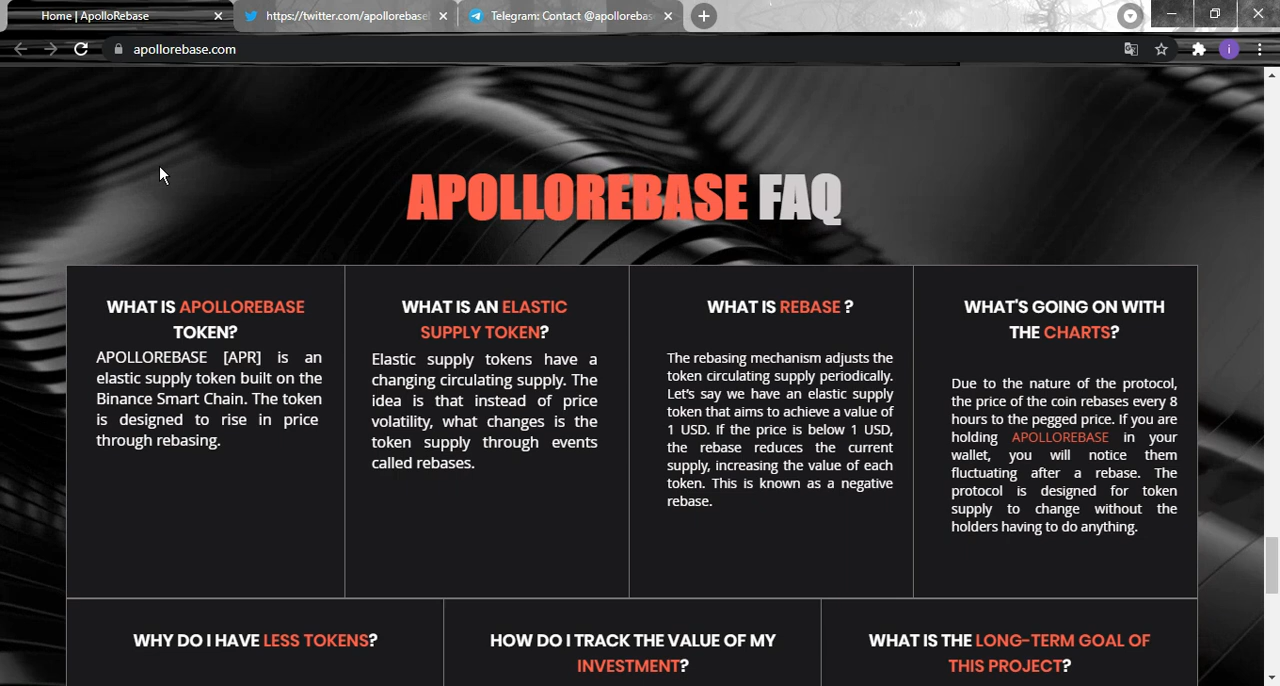 Home | ApolloRebase
https://twitter.com/apollorebase
Telegram: Contact @apollorebas
apollorebase.com
i
APOLLOREBASE FAQ
WHAT IS APOLLOREBASE
TOKEN?
APOLLOREBASE [APR] is an
elastic supply token built on the
Binance Smart Chain. The token
is designed to rise in price
through rebasing.
WHAT IS AN ELASTIC
SUPPLY TOKEN?
Elastic supply tokens have a
changing circulating supply. The
idea is that instead of price
volatility, what changes is the
token supply through events
called rebases.
WHAT IS REBASE ?
The rebasing mechanism adjusts the
token circulating supply periodically.
Let's say we have an elastic supply
token that aims to achieve a value of
1 USD. If the price is below 1 USD,
the rebase reduces the current
supply, increasing the value of each
token. This is known as a negative
rebase.
WHAT'S GOING ON WITH
THE CHARTS?
Due to the nature of the protocol,
the price of the coin rebases every 8
hours to the pegged price. If you are
holding APOLLOREBASE in your
wallet, you will notice them
fluctuating after a rebase. The
protocol is designed for token
supply to change without the
holders having to do anything.
WHY DO I HAVE LESS TOKENS?
HOW DO I TRACK THE VALUE OF MY
INVESTMENT?
WHAT IS THE LONG-TERM GOAL OF
THIS PROJECT?